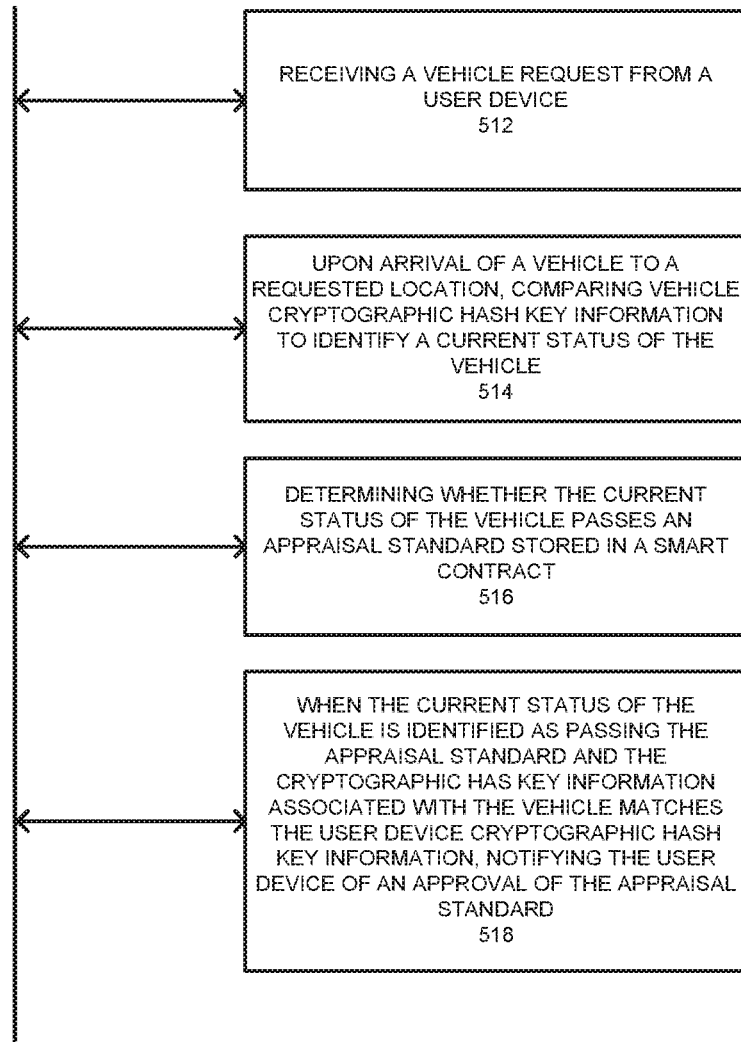 RECEIVING A VEHICLE REQUEST FROM A
USER DEVICE
512
UPON ARRIVAL OF A VEHICLE TO A
REQUESTED LOCATION, COMPARING VEHICLE
CRYPTOGRAPHIC HASH KEY INFORMATION
TO IDENTIFY A CURRENT STATUS OF THE
VEHICLE
514
DETERMINING WHETHER THE CURRENT
STATUS OF THE VEHICLE PASSES AN
APPRAISAL STANDARD STORED IN A SMART
CONTRACT
516
WHEN THE CURRENT STATUS OF THE
VEHICLE IS IDENTIFIED AS PASSING THE
APPRAISAL STANDARD AND THE
CRYPTOGRAPHIC HAS KEY INFORMATION
ASSOCIATED WITH THE VEHICLE MATCHES
THE USER DEVICE CRYPTOGRAPHIC HASH
KEY INFORMATION, NOTIFYING THE USER
DEVICE OF AN APPROVAL OF THE APPRAISAL
STANDARD
518